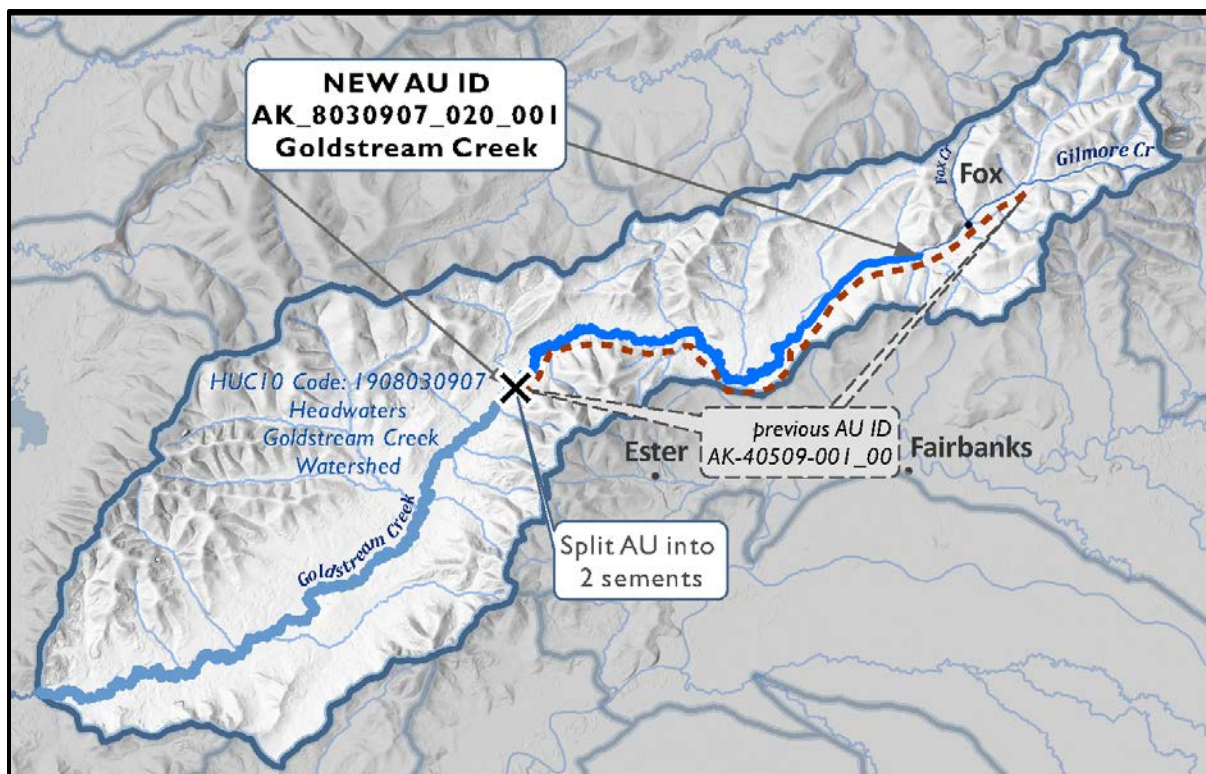 NEW AU ID
AK_8030907_020_001
Goldstream Creek
Fox Cr
Fox
Gilmore Cr
HUC10 Code: 1908030907
Headwaters
Goldstream Creek
Watershed
previous AU ID
AK-40509-001_00
Ester
Fairbanks
Goldstream Creek
Split AU into
2 sements